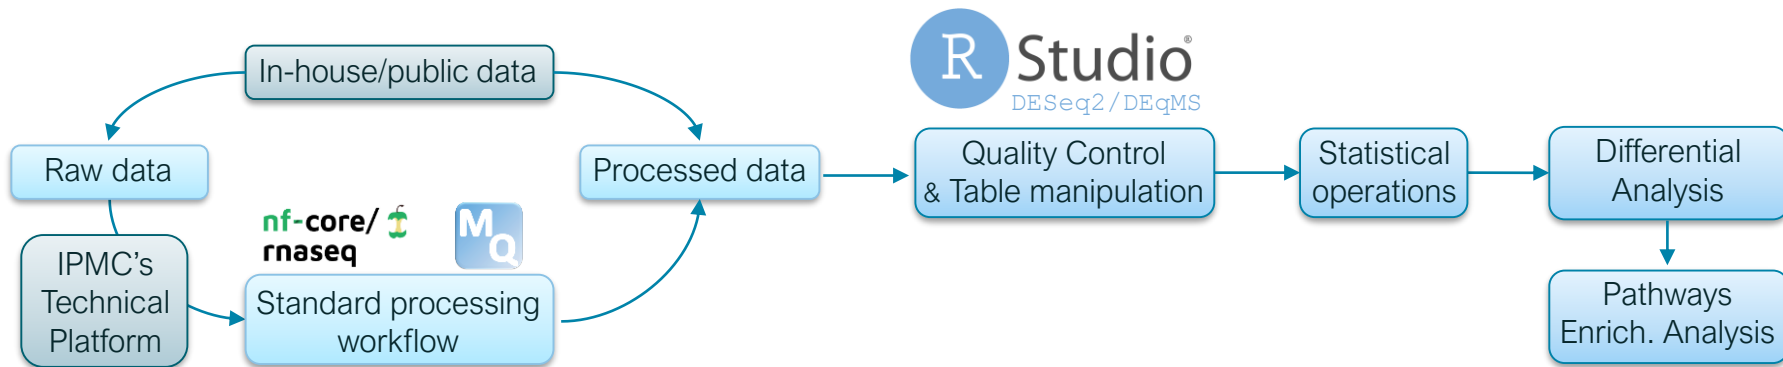 In-house/public data
Raw data
IPMC's
Technical
Platform
nf-core/
rnaseq
MQ
Standard processing
workflow
Processed data
R Studio®
DESeq2/DEqMS
Quality Control
& Table manipulation
Statistical
operations
Differential
Analysis
Pathways
Enrich. Analysis